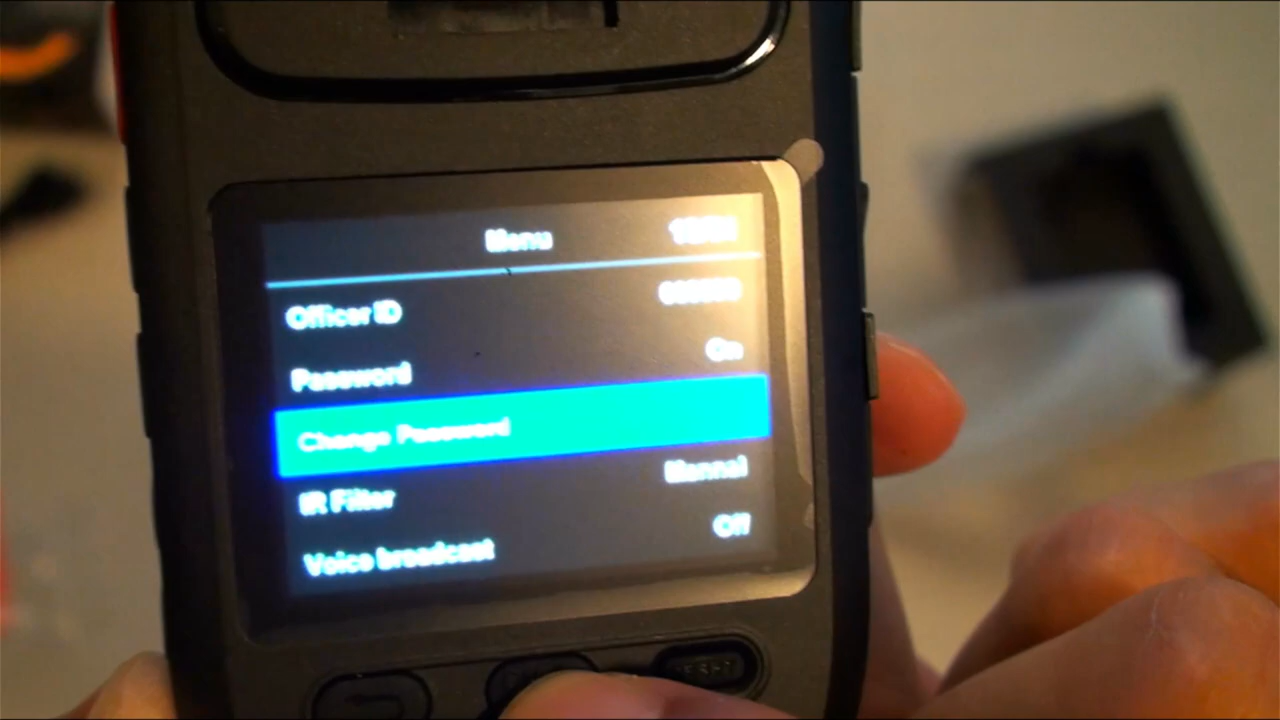 Menu
Officer ID
Password On
Change Password
IR Filter Manual
Voice broadcast Off